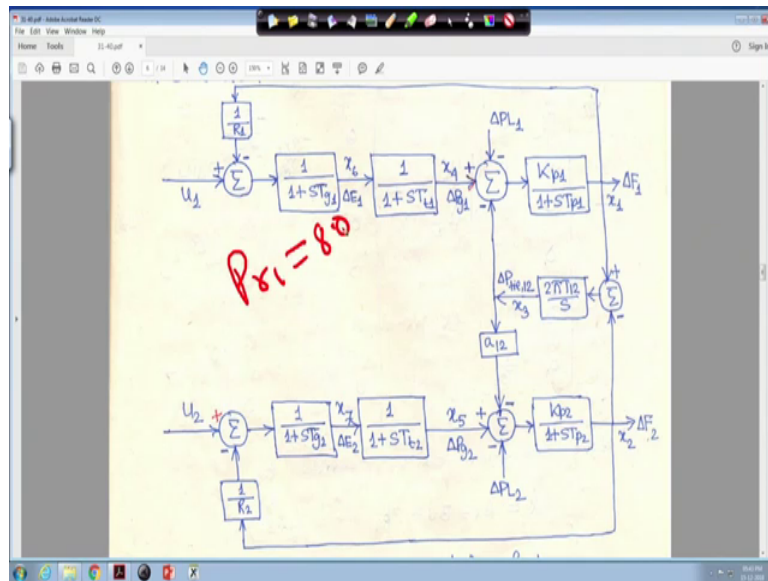 31-40.pdf - Adobe Acrobat Reader DC
File Edit View Window Help
Home Tools 31-40.pdf × Sign In
1/R1 -
U1 + Σ 1/1+STg1 x6 ΔE1 1/1+STt1 x4 ΔPg1 + Σ - ΔPL1 Kp1/1+STp1 ΔF1 x1
Pr1 = 80
ΔPtie,12 x3 2πT12/S Σ + -
a12
U2 + Σ 1/1+STg2 x7 ΔE2 1/1+STt2 x5 ΔPg2 + Σ - Kp2/1+STp2 ΔF2 x2
- 1/R2 ΔPL2